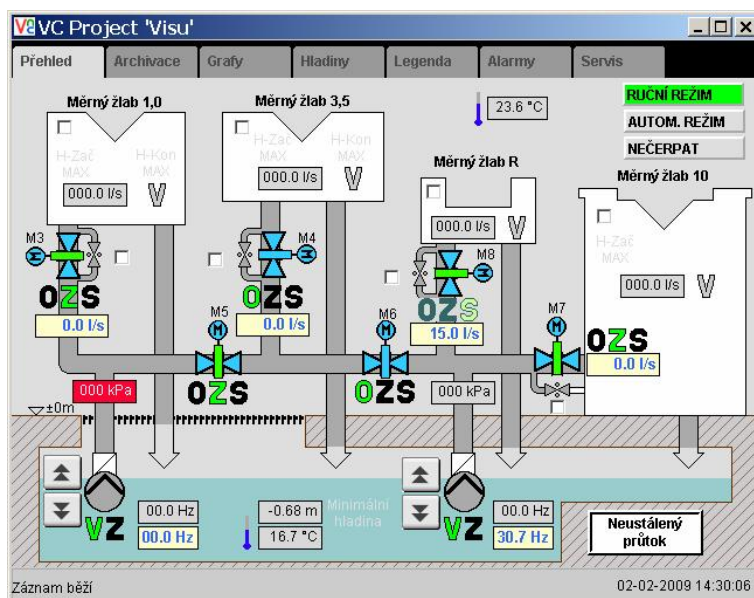 VC Project 'Visu'
Přehled Archivace Grafy Hladiny Legenda Alarmy Servis
RUČNÍ REŽIM
AUTOM. REŽIM
NEČERPAT
23.6 °C
Měrný žlab 1,0
Měrný žlab 3,5
Měrný žlab R
Měrný žlab 10
H-Zač
MAX
H-Kon
MAX
000.0 l/s
V
H-Zač
MAX
H-Kon
MAX
000.0 l/s
V
000.0 l/s
V
H-Zač
MAX
000.0 l/s
V
M3
OZS
0.0 l/s
M4
OZS
0.0 l/s
M8
OZS
15.0 l/s
M5
OZS
M6
OZS
M7
OZS
0.0 l/s
000 kPa
000 kPa
±0m
VZ
00.0 Hz
00.0 Hz
-0.68 m
16.7 °C
Minimální
hladina
VZ
00.0 Hz
30.7 Hz
Neustálený
průtok
Záznam běží
02-02-2009 14:30:06